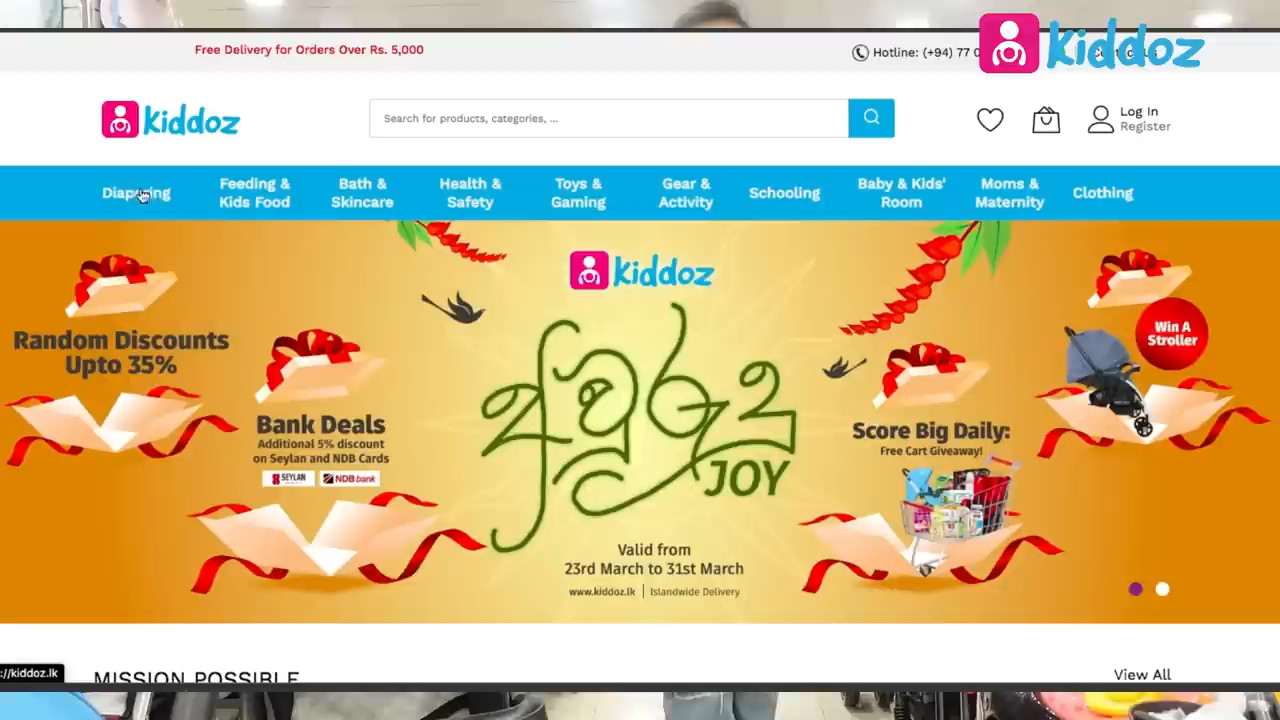 Free Delivery for Orders Over Rs. 5,000
Hotline: (+94) 77 0
kiddoz
kiddoz
Search for products, categories, ...
Log In
Register
Diapering
Feeding &
Kids Food
Bath &
Skincare
Health &
Safety
Toys &
Gaming
Gear &
Activity
Schooling
Baby & Kids'
Room
Moms &
Maternity
Clothing
kiddoz
Random Discounts
Upto 35%
Bank Deals
Additional 5% discount
on Seylan and NDB Cards
SEYLAN
NDB bank
අවුරුදු
JOY
Valid from
23rd March to 31st March
www.kiddoz.lk | Islandwide Delivery
Score Big Daily:
Free Cart Giveaway!
Win A
Stroller
://kiddoz.lk
MISSION POSSIBLE
View All